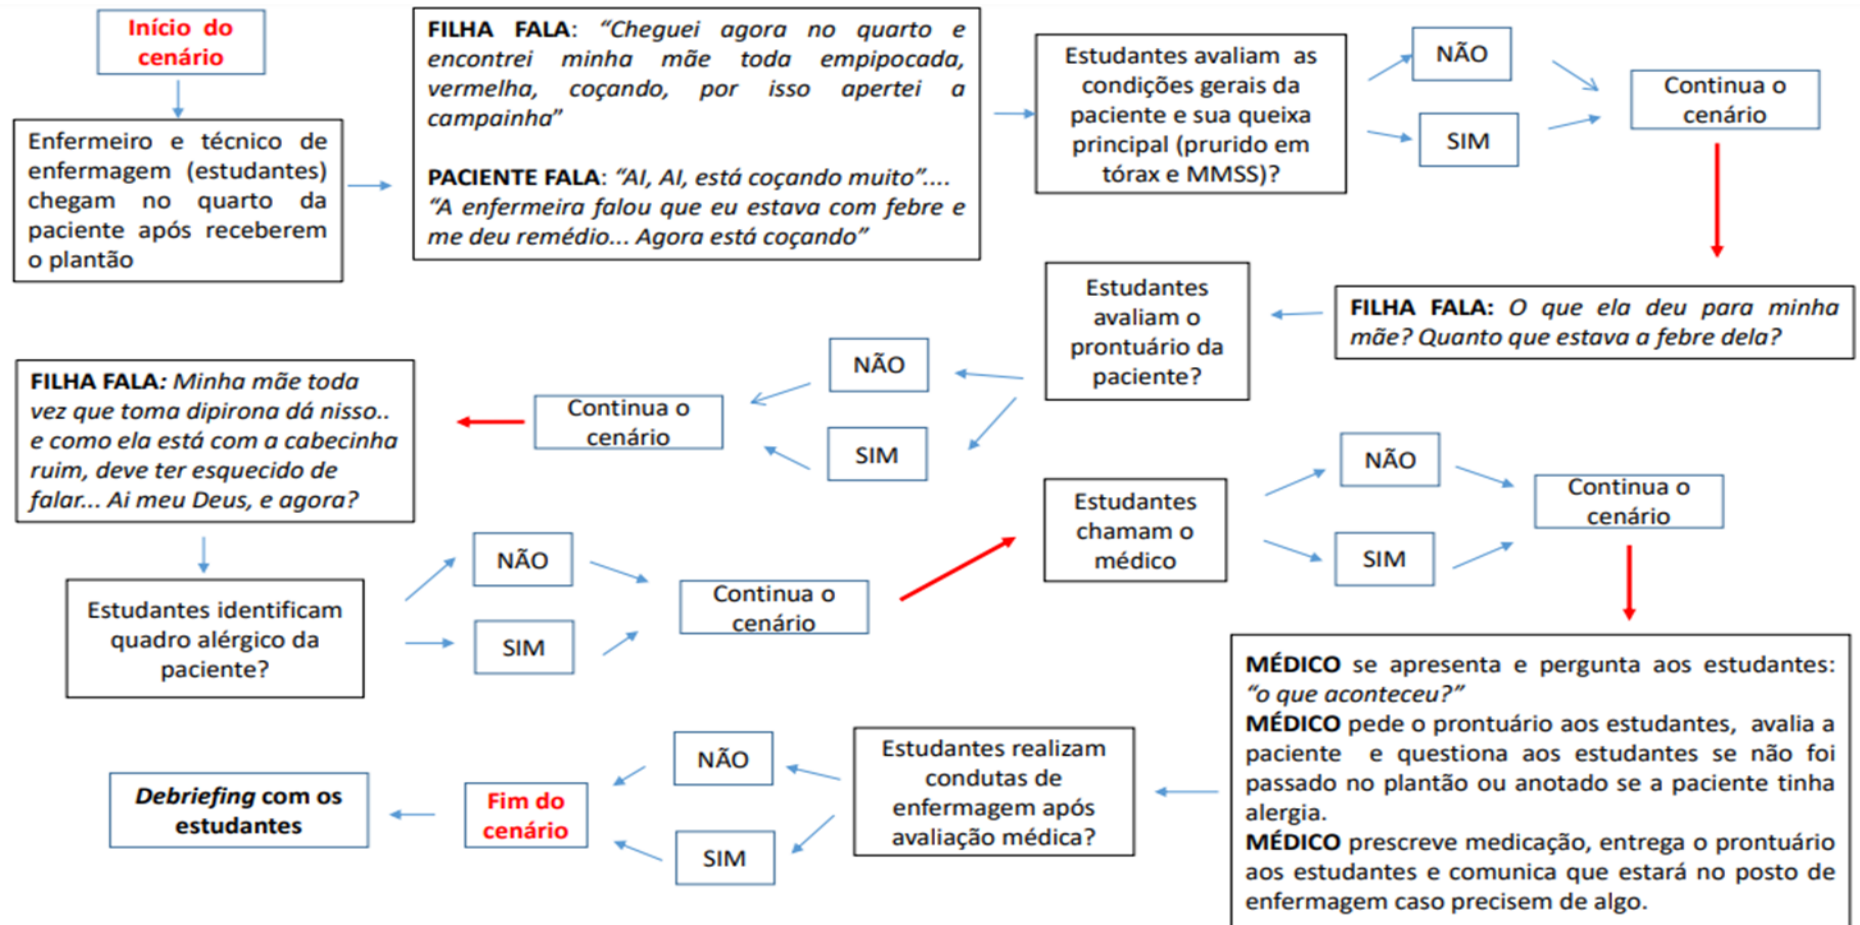 Início do
cenário
Enfermeiro e técnico de
enfermagem (estudantes)
chegam no quarto da
paciente após receberem
o plantão
FILHA FALA: “Cheguei agora no quarto e
encontrei minha mãe toda empipocada,
vermelha, coçando, por isso apertei a
campainha”
PACIENTE FALA: “AI, AI, está coçando muito”....
“A enfermeira falou que eu estava com febre e
me deu remédio... Agora está coçando”
Estudantes avaliam as
condições gerais da
paciente e sua queixa
principal (prurido em
tórax e MMSS)?
NÃO
SIM
Continua o
cenário
FILHA FALA: O que ela deu para minha
mãe? Quanto que estava a febre dela?
Estudantes
avaliam o
prontuário da
paciente?
NÃO
SIM
Continua o
cenário
FILHA FALA: Minha mãe toda
vez que toma dipirona dá nisso..
e como ela está com a cabecinha
ruim, deve ter esquecido de
falar... Ai meu Deus, e agora?
Estudantes identificam
quadro alérgico da
paciente?
NÃO
SIM
Continua o
cenário
Estudantes
chamam o
médico
NÃO
SIM
Continua o
cenário
MÉDICO se apresenta e pergunta aos estudantes:
“o que aconteceu?”
MÉDICO pede o prontuário aos estudantes, avalia a
paciente e questiona aos estudantes se não foi
passado no plantão ou anotado se a paciente tinha
alergia.
MÉDICO prescreve medicação, entrega o prontuário
aos estudantes e comunica que estará no posto de
enfermagem caso precisem de algo.
Estudantes realizam
condutas de
enfermagem após
avaliação médica?
NÃO
SIM
Fim do
cenário
Debriefing com os
estudantes